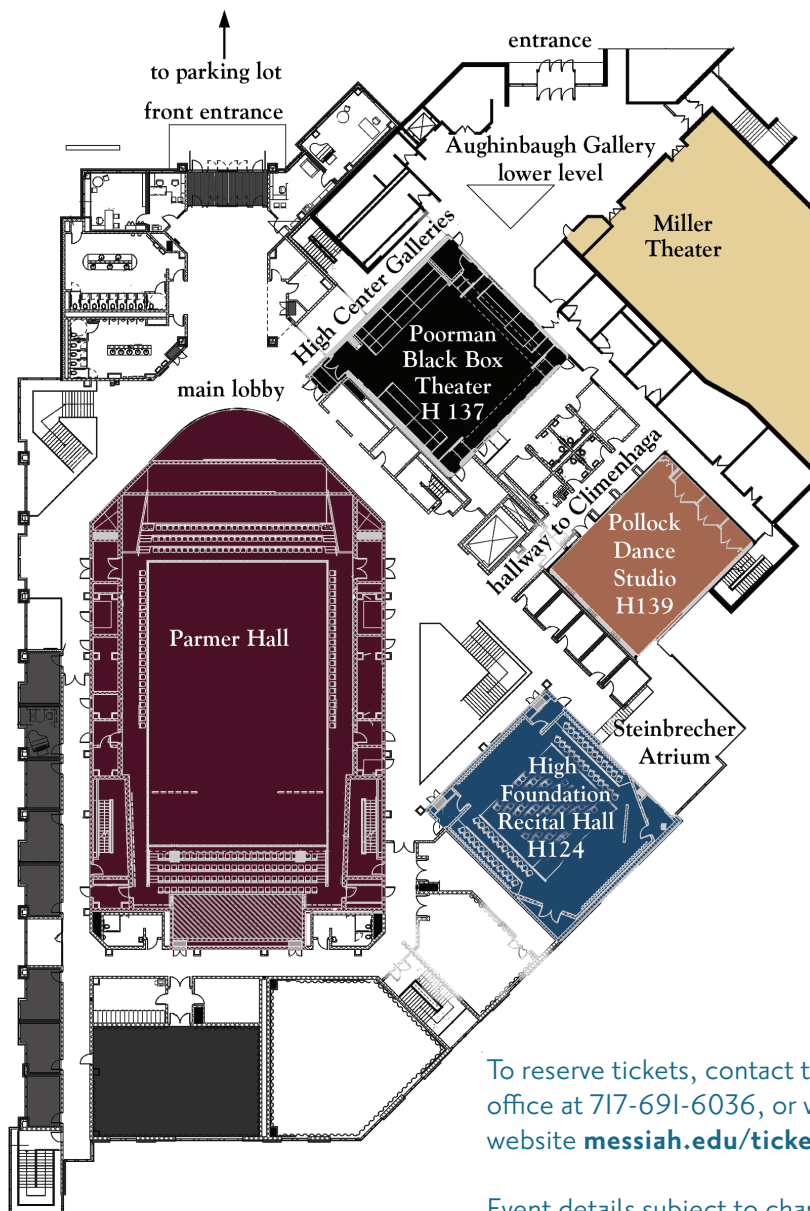 to parking lot
front entrance
entrance
Aughinbaugh Gallery
lower level
Miller
Theater
High Center Galleries
Poorman
Black Box
Theater
H 137
main lobby
hallway to Climenhaga
Pollock
Dance
Studio
H139
Parmer Hall
Steinbrecher
Atrium
High
Foundation
Recital Hall
H124
To reserve tickets, contact t
office at 717-691-6036, or
website messiah.edu/ticke
Event details subject to chan